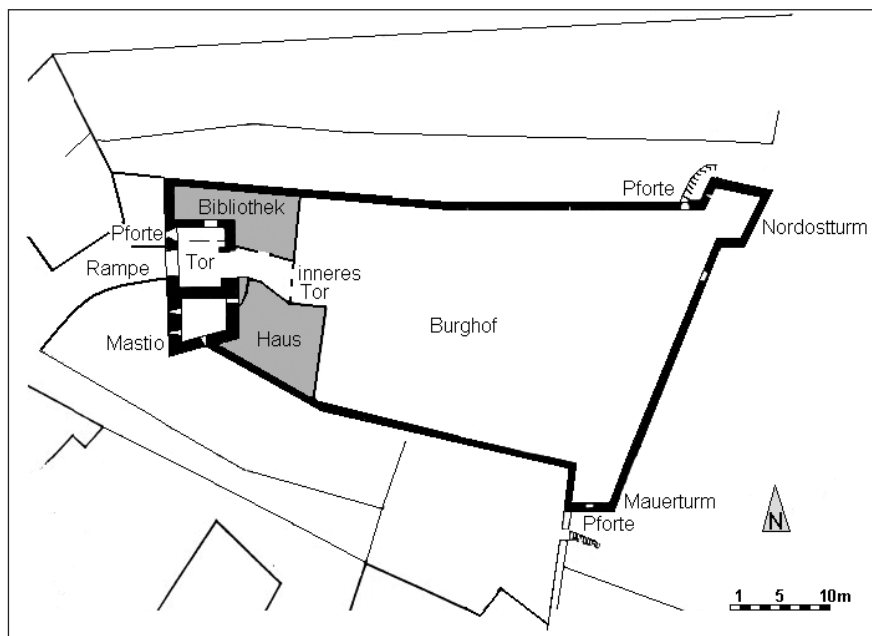 Pforte
Bibliothek
Nordostturm
Pforte
Tor
Rampe
inneres
Tor
Burghof
Haus
Mastio
Mauerturm
Pforte
N
1 5 10m